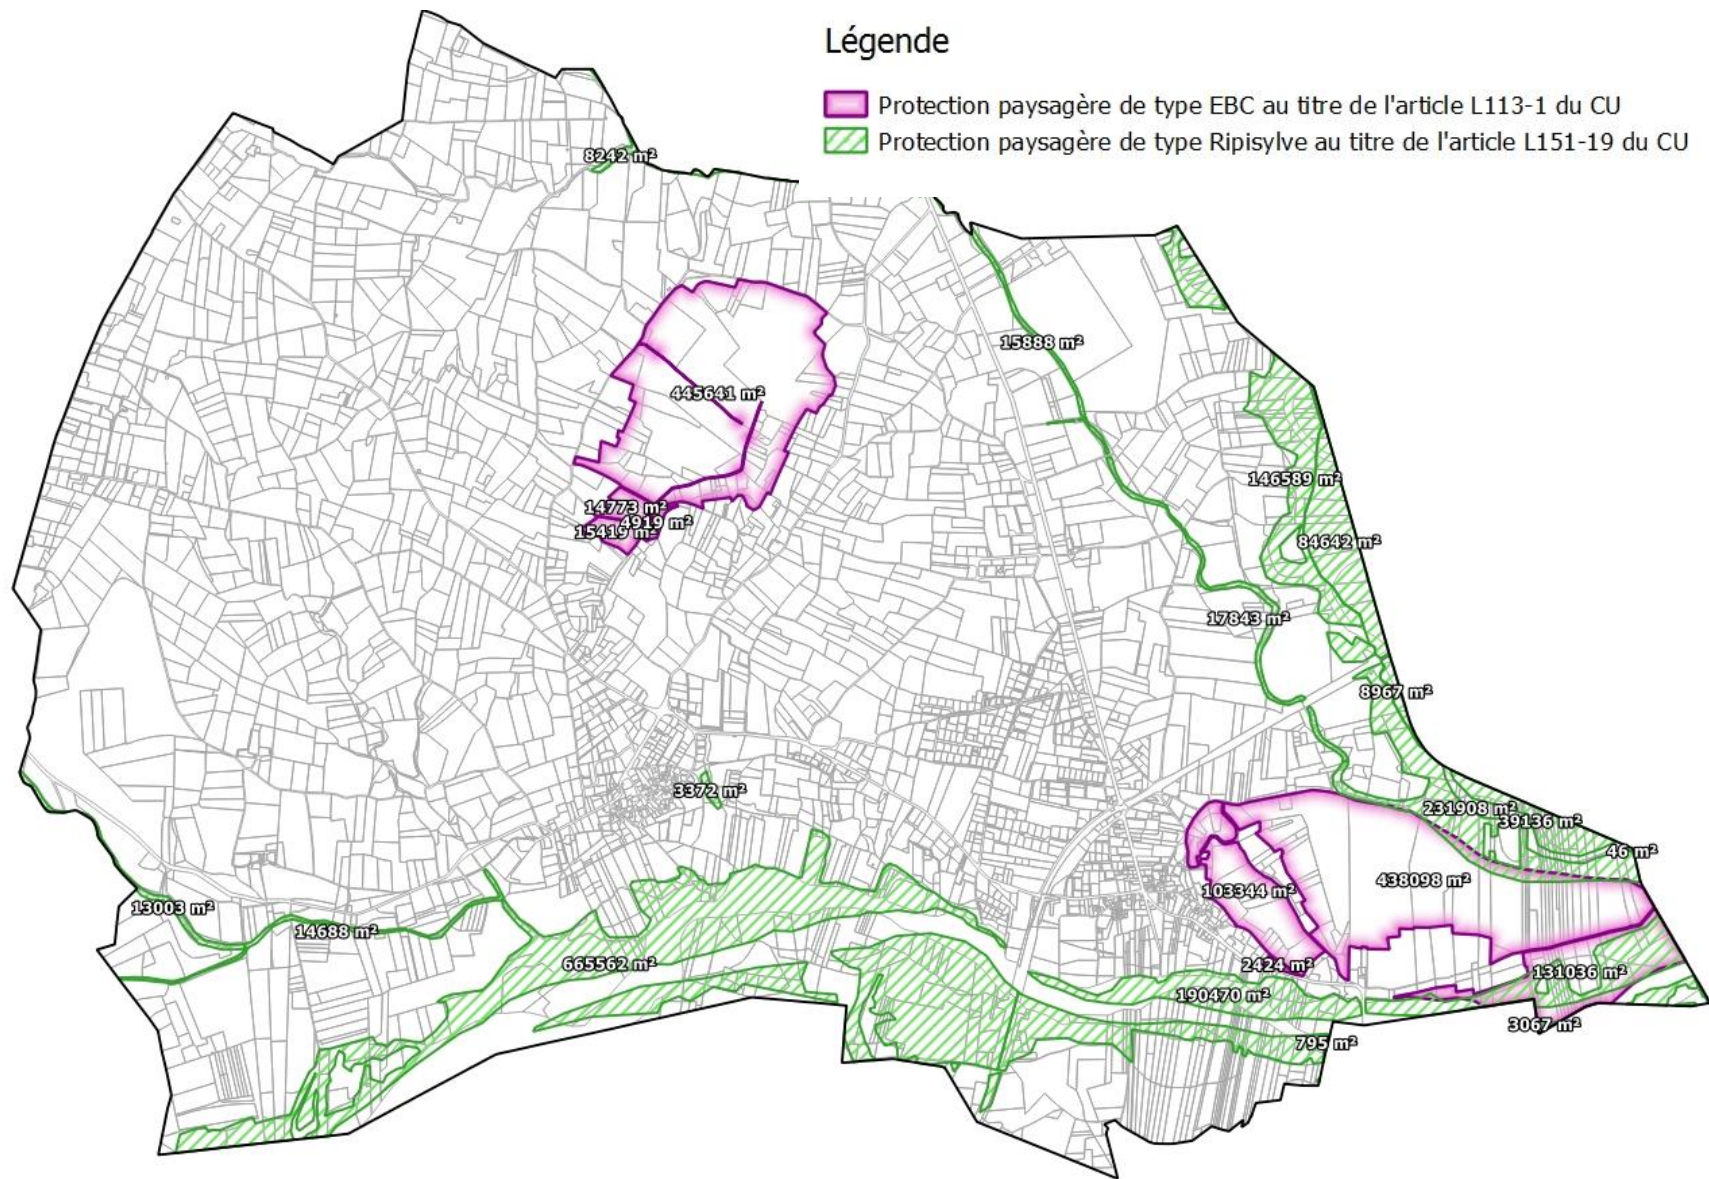 Légende
Protection paysagère de type EBC au titre de l'article L113-1 du CU
Protection paysagère de type Ripisylve au titre de l'article L151-19 du CU
8242 m²
15888 m²
445641 m²
146589 m²
14773 m²
4919 m²
15419 m²
84642 m²
17843 m²
8967 m²
3372 m²
231908 m²
39136 m²
46 m²
438098 m²
103344 m²
13003 m²
14688 m²
665562 m²
2424 m²
131036 m²
190470 m²
3067 m²
795 m²